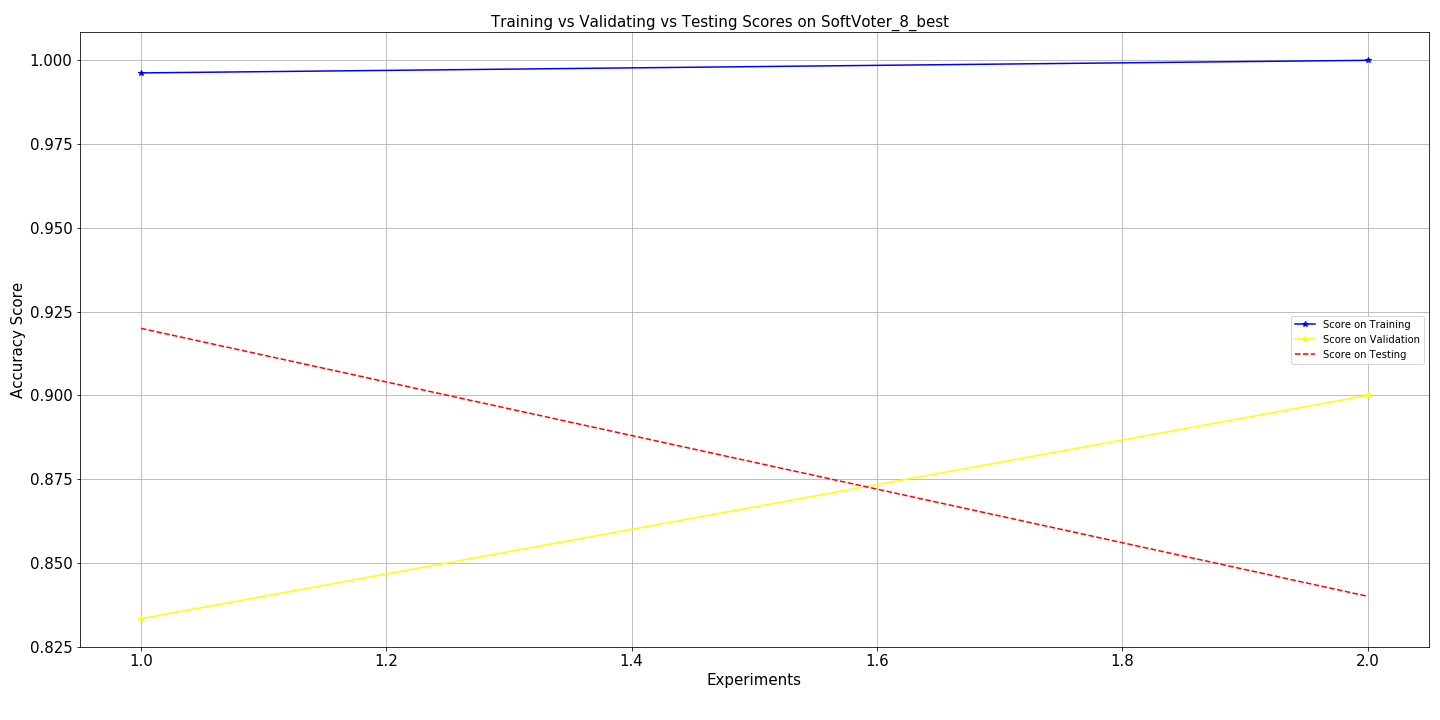 Training vs Validating vs Testing Scores on SoftVoter_8_best
Accuracy Score
1.000
0.975
0.950
0.925
0.900
0.875
0.850
0.825
Score on Training
Score on Validation
Score on Testing
1.0 1.2 1.4 1.6 1.8 2.0
Experiments